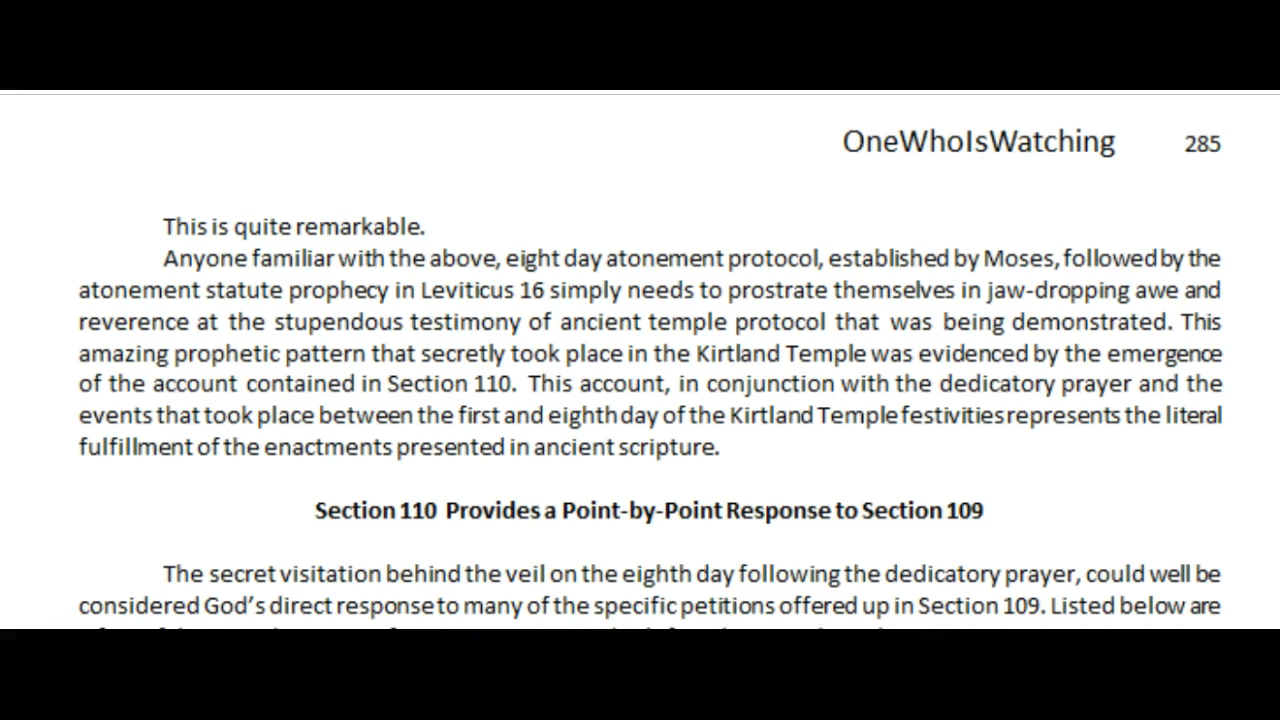 OneWhoIsWatching 285
This is quite remarkable.
Anyone familiar with the above, eight day atonement protocol, established by Moses, followed by the
atonement statute prophecy in Leviticus 16 simply needs to prostrate themselves in jaw-dropping awe and
reverence at the stupendous testimony of ancient temple protocol that was being demonstrated. This
amazing prophetic pattern that secretly took place in the Kirtland Temple was evidenced by the emergence
of the account contained in Section 110. This account, in conjunction with the dedicatory prayer and the
events that took place between the first and eighth day of the Kirtland Temple festivities represents the literal
fulfillment of the enactments presented in ancient scripture.
Section 110 Provides a Point-by-Point Response to Section 109
The secret visitation behind the veil on the eighth day following the dedicatory prayer, could well be
considered God's direct response to many of the specific petitions offered up in Section 109. Listed below are